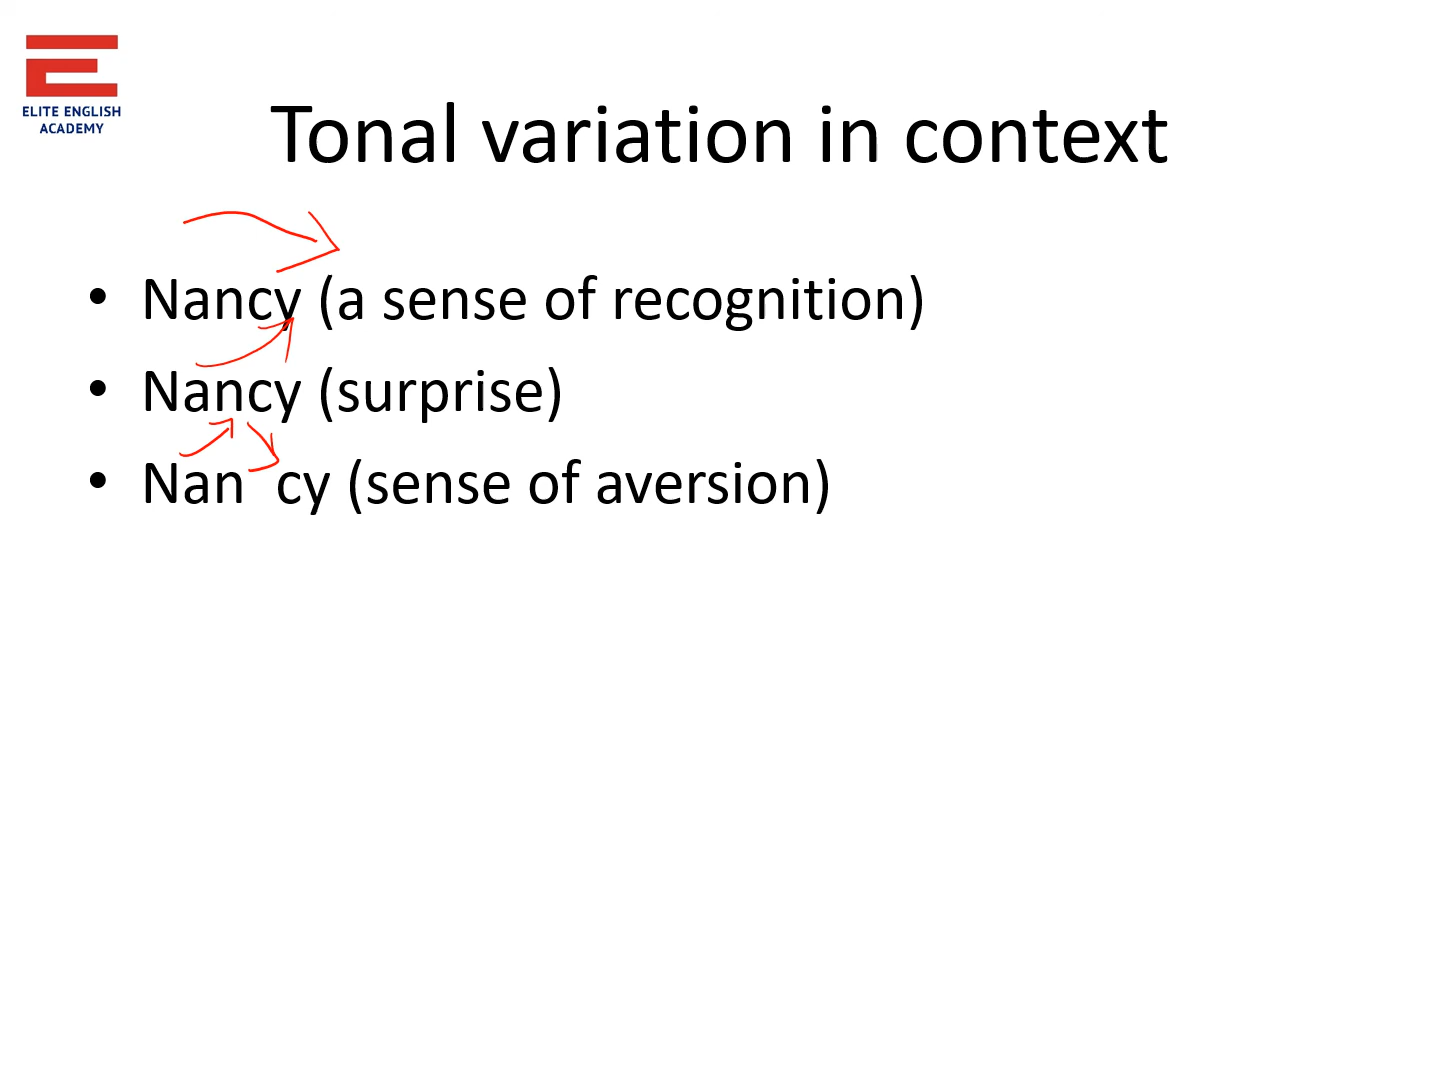 ELITE ENGLISH
ACADEMY
Tonal variation in context
• Nancy (a sense of recognition)
• Nancy (surprise)
• Nan cy (sense of aversion)